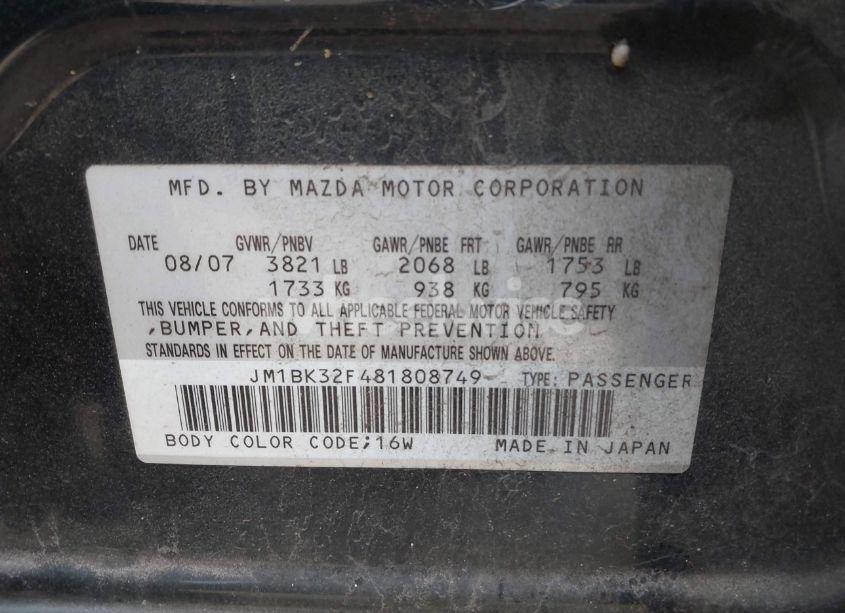 MFD. BY MAZDA MOTOR CORPORATION
DATE GVWR/PNBV GAWR/PNBE FRT GAWR/PNBE RR
08/07 3821 LB 2068 LB 1753 LB
1733 KG 938 KG 795 KG
THIS VEHICLE CONFORMS TO ALL APPLICABLE FEDERAL MOTOR VEHICLE SAFETY
,BUMPER,AND THEFT PREVENTION
STANDARDS IN EFFECT ON THE DATE OF MANUFACTURE SHOWN ABOVE.
JM1BK32F481808749 TYPE: PASSENGER
BODY COLOR CODE;16W MADE IN JAPAN